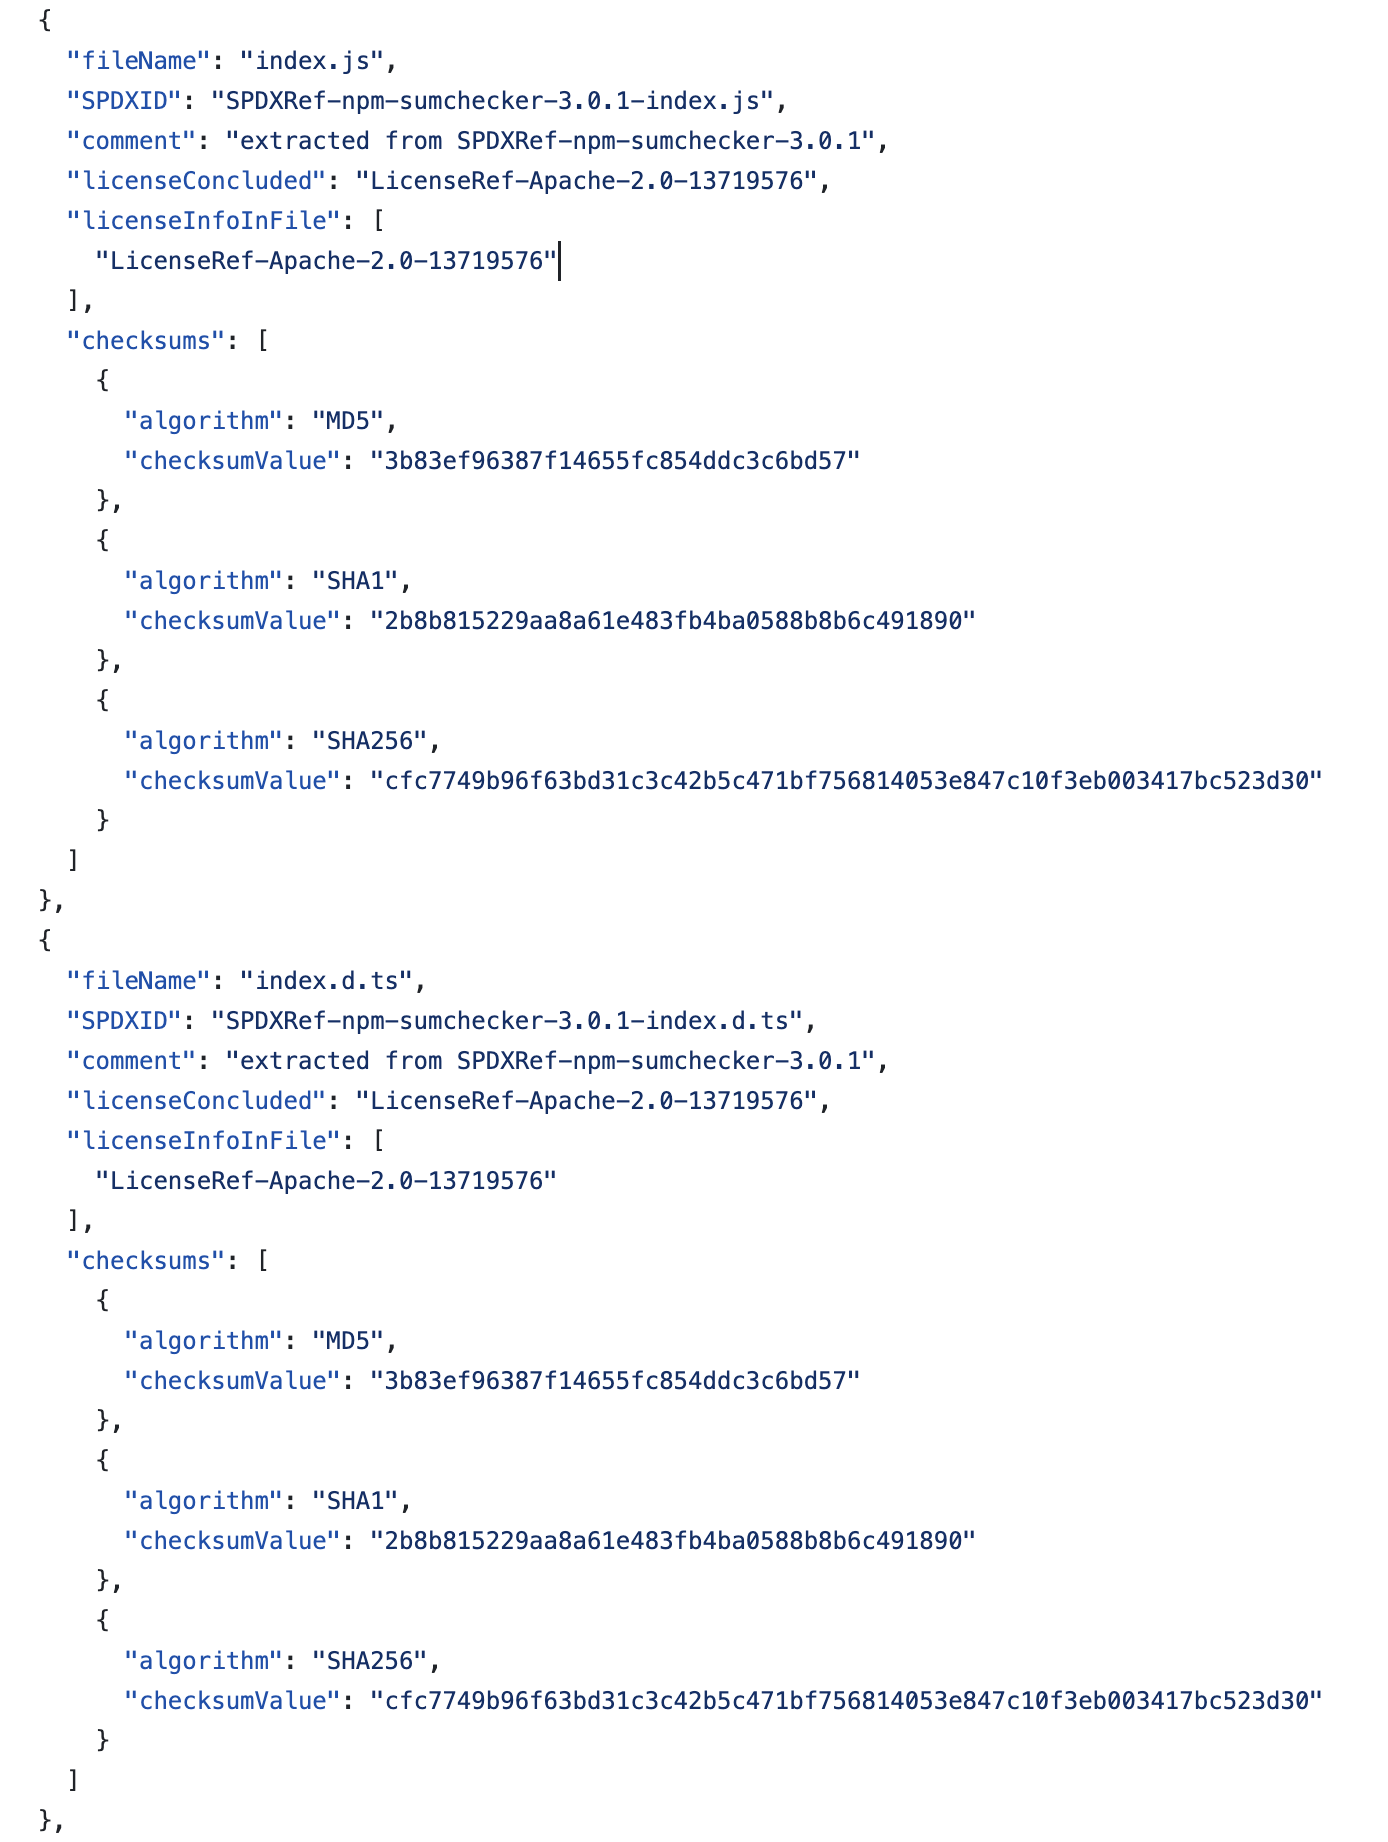 {
"fileName": "index.js",
"SPDXID": "SPDXRef-npm-sumchecker-3.0.1-index.js",
"comment": "extracted from SPDXRef-npm-sumchecker-3.0.1",
"licenseConcluded": "LicenseRef-Apache-2.0-13719576",
"licenseInfoInFile": [
"LicenseRef-Apache-2.0-13719576"
],
"checksums": [
{
"algorithm": "MD5",
"checksumValue": "3b83ef96387f14655fc854ddc3c6bd57"
},
{
"algorithm": "SHA1",
"checksumValue": "2b8b815229aa8a61e483fb4ba0588b8b6c491890"
},
{
"algorithm": "SHA256",
"checksumValue": "cfc7749b96f63bd31c3c42b5c471bf756814053e847c10f3eb003417bc523d30"
}
]
},
{
"fileName": "index.d.ts",
"SPDXID": "SPDXRef-npm-sumchecker-3.0.1-index.d.ts",
"comment": "extracted from SPDXRef-npm-sumchecker-3.0.1",
"licenseConcluded": "LicenseRef-Apache-2.0-13719576",
"licenseInfoInFile": [
"LicenseRef-Apache-2.0-13719576"
],
"checksums": [
{
"algorithm": "MD5",
"checksumValue": "3b83ef96387f14655fc854ddc3c6bd57"
},
{
"algorithm": "SHA1",
"checksumValue": "2b8b815229aa8a61e483fb4ba0588b8b6c491890"
},
{
"algorithm": "SHA256",
"checksumValue": "cfc7749b96f63bd31c3c42b5c471bf756814053e847c10f3eb003417bc523d30"
}
]
},